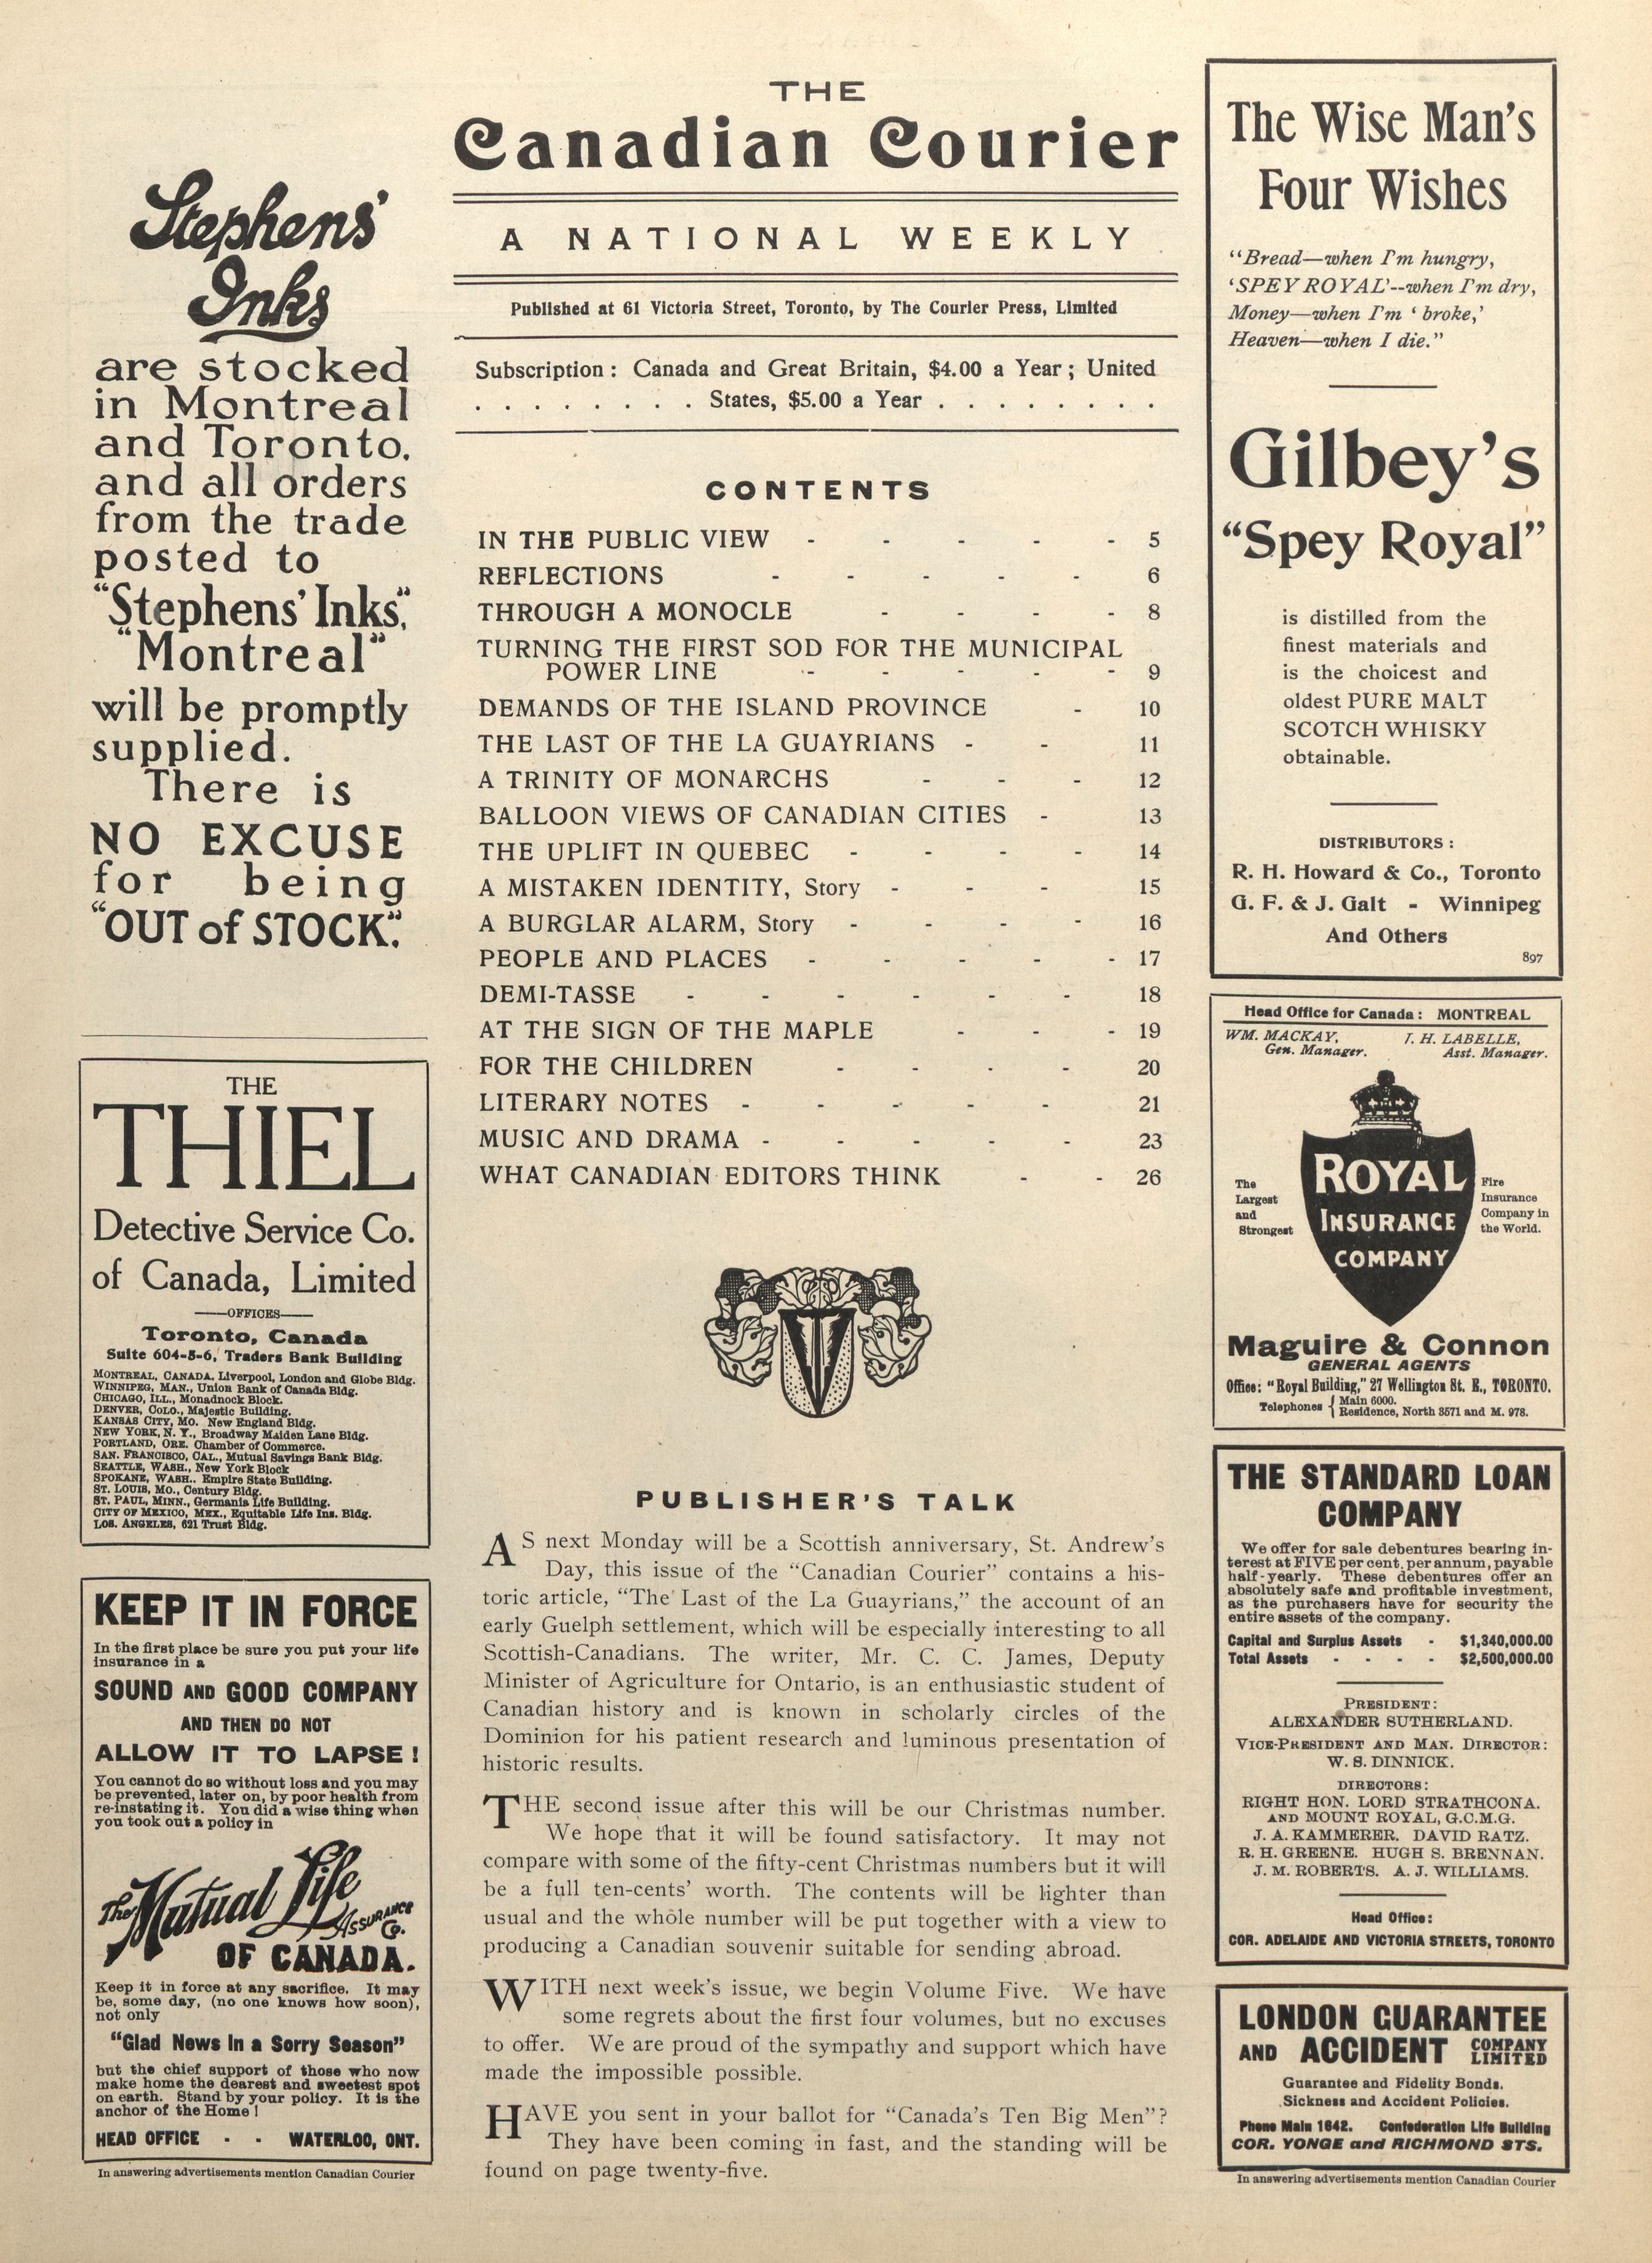 Stephens'
Inks
are stocked
in Montreal
and Toronto,
and all orders
from the trade
posted to
"Stephens' Inks",
"Montreal"
will be promptly
supplied.
There is
NO EXCUSE
for being
"OUT of STOCK".
THE
THIEL
Detective Service Co.
of Canada, Limited
OFFICES
Toronto, Canada
Suite 604-5-6, Traders Bank Building
MONTREAL, CANADA. Liverpool, London and Globe Bldg.
WINNIPEG, MAN., Union Bank of Canada Bldg.
CHICAGO, ILL., Monadnock Block.
DENVER, COLO., Majestic Building.
KANSAS CITY, MO. New England Bldg.
NEW YORK, N. Y., Broadway Maiden Lane Bldg.
PORTLAND, ORE. Chamber of Commerce.
SAN. FRANCISCO, CAL., Mutual Savings Bank Bldg.
SEATTLE, WASH., New York Block
SPOKANE, WASH.. Empire State Building.
ST. LOUIS, MO., Century Bldg.
ST. PAUL, MINN., Germania Life Building.
CITY OF MEXICO, MEX., Equitable Life Ins. Bldg.
LOS. ANGELES, 621 Trust Bldg.
KEEP IT IN FORCE
In the first place be sure you put your life
insurance in a
SOUND AND GOOD COMPANY
AND THEN DO NOT
ALLOW IT TO LAPSE!
You cannot do so without loss and you may
be prevented, later on, by poor health from
re-instating it. You did a wise thing when
you took out a policy in
The Mutual Life
ASSURANCE
Co.
OF CANADA.
Keep it in force at any sacrifice. It may
be, some day, (no one knows how soon),
not only
"Glad News In a Sorry Season"
but the chief support of those who now
make home the dearest and sweetest spot
on earth. Stand by your policy. It is the
anchor of the Home!
HEAD OFFICE - - WATERLOO, ONT.
In answering advertisements mention Canadian Courier
THE
Canadian Courier
A NATIONAL WEEKLY
Published at 61 Victoria Street, Toronto, by The Courier Press, Limited
Subscription: Canada and Great Britain, $4.00 a Year; United
. . . . . . . . States, $5.00 a Year . . . . . . . .
CONTENTS
IN THE PUBLIC VIEW - - - - - 5
REFLECTIONS - - - - - 6
THROUGH A MONOCLE - - - - 8
TURNING THE FIRST SOD FOR THE MUNICIPAL
POWER LINE - - - - - 9
DEMANDS OF THE ISLAND PROVINCE - 10
THE LAST OF THE LA GUAYRIANS - - 11
A TRINITY OF MONARCHS - - - 12
BALLOON VIEWS OF CANADIAN CITIES - 13
THE UPLIFT IN QUEBEC - - - - 14
A MISTAKEN IDENTITY, Story - - - 15
A BURGLAR ALARM, Story - - - - 16
PEOPLE AND PLACES - - - - - 17
DEMI-TASSE - - - - - - 18
AT THE SIGN OF THE MAPLE - - - 19
FOR THE CHILDREN - - - - 20
LITERARY NOTES - - - - - 21
MUSIC AND DRAMA - - - - - 23
WHAT CANADIAN EDITORS THINK - - 26
PUBLISHER'S TALK
AS next Monday will be a Scottish anniversary, St. Andrew's
Day, this issue of the "Canadian Courier" contains a his-
toric article, "The Last of the La Guayrians," the account of an
early Guelph settlement, which will be especially interesting to all
Scottish-Canadians. The writer, Mr. C. C. James, Deputy
Minister of Agriculture for Ontario, is an enthusiastic student of
Canadian history and is known in scholarly circles of the
Dominion for his patient research and luminous presentation of
historic results.
THE second issue after this will be our Christmas number.
We hope that it will be found satisfactory. It may not
compare with some of the fifty-cent Christmas numbers but it will
be a full ten-cents' worth. The contents will be lighter than
usual and the whole number will be put together with a view to
producing a Canadian souvenir suitable for sending abroad.
WITH next week's issue, we begin Volume Five. We have
some regrets about the first four volumes, but no excuses
to offer. We are proud of the sympathy and support which have
made the impossible possible.
HAVE you sent in your ballot for "Canada's Ten Big Men"?
They have been coming in fast, and the standing will be
found on page twenty-five.
The Wise Man's
Four Wishes
"Bread—when I'm hungry,
'SPEY ROYAL'--when I'm dry,
Money—when I'm ' broke,'
Heaven—when I die."
Gilbey's
"Spey Royal"
is distilled from the
finest materials and
is the choicest and
oldest PURE MALT
SCOTCH WHISKY
obtainable.
DISTRIBUTORS:
R. H. Howard & Co., Toronto
G. F. & J. Galt - Winnipeg
And Others
897
Head Office for Canada: MONTREAL
WM. MACKAY, J. H. LABELLE,
Gen. Manager. Asst. Manager.
The
Largest
and
Strongest
ROYAL
INSURANCE
COMPANY
Fire
Insurance
Company in
the World.
Maguire & Connon
GENERAL AGENTS
Office: "Royal Building," 27 Wellington St. E., TORONTO.
Telephones { Main 6000.
Residence, North 3571 and M. 978.
THE STANDARD LOAN
COMPANY
We offer for sale debentures bearing in-
terest at FIVE per cent. per annum, payable
half-yearly. These debentures offer an
absolutely safe and profitable investment,
as the purchasers have for security the
entire assets of the company.
Capital and Surplus Assets - $1,340,000.00
Total Assets - - - - $2,500,000.00
PRESIDENT:
ALEXANDER SUTHERLAND.
VICE-PRESIDENT AND MAN. DIRECTOR:
W. S. DINNICK.
DIRECTORS:
RIGHT HON. LORD STRATHCONA.
AND MOUNT ROYAL, G.C.M.G.
J. A. KAMMERER. DAVID RATZ.
R. H. GREENE. HUGH S. BRENNAN.
J. M. ROBERTS. A. J. WILLIAMS.
Head Office:
COR. ADELAIDE AND VICTORIA STREETS, TORONTO
LONDON GUARANTEE
AND ACCIDENT COMPANY LIMITED
Guarantee and Fidelity Bonds.
Sickness and Accident Policies.
Phone Main 1642. Confederation Life Building
COR. YONGE and RICHMOND STS.
In answering advertisements mention Canadian Courier